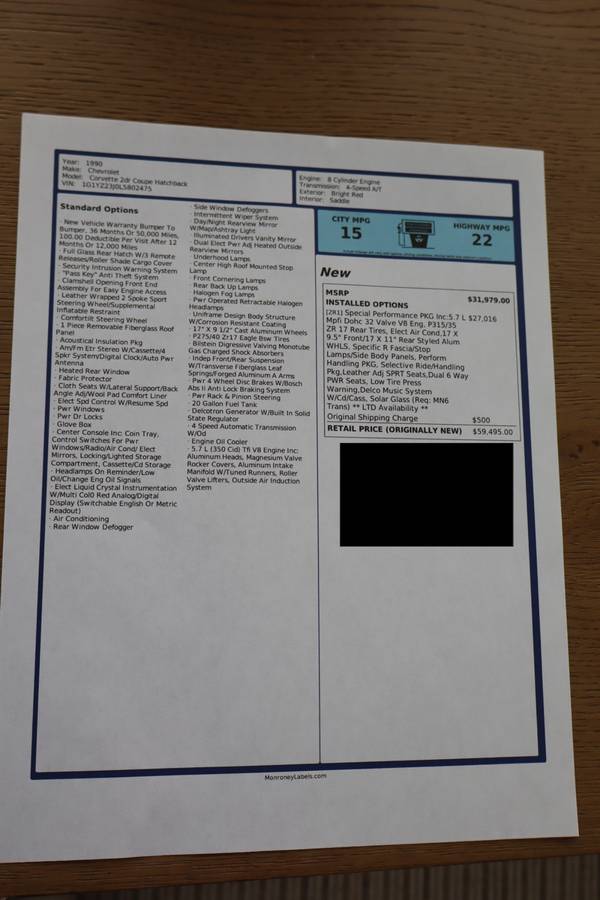 Year: 1990
Make: Chevrolet
Model: Corvette 2dr Coupe Hatchback
VIN: 1G1YZ23J0L5802475
Engine: 8 Cylinder Engine
Transmission: 4-Speed A/T
Exterior: Bright Red
Interior: Saddle
Standard Options
· New Vehicle Warranty Bumper To
Bumper, 36 Months Or 50,000 Miles,
100.00 Deductible Per Visit After 12
Months Or 12,000 Miles
· Full Glass Rear Hatch W/3 Remote
Releases/Roller Shade Cargo Cover
· Security Intrusion Warning System
· "Pass Key" Anti Theft System
· Clamshell Opening Front End
Assembly For Easy Engine Access
· Leather Wrapped 2 Spoke Sport
Steering Wheel/Supplemental
Inflatable Restraint
· Comfortilt Steering Wheel
· 1 Piece Removable Fiberglass Roof
Panel
· Acoustical Insulation Pkg
· Am/Fm Etr Stereo W/Cassette/4
Spkr System/Digital Clock/Auto Pwr
Antenna
· Heated Rear Window
· Fabric Protector
· Cloth Seats W/Lateral Support/Back
Angle Adj/Wool Pad Comfort Liner
· Elect Spd Control W/Resume Spd
· Pwr Windows
· Pwr Dr Locks
· Glove Box
· Center Console Inc: Coin Tray,
Control Switches For Pwr
Windows/Radio/Air Cond/ Elect
Mirrors, Locking/Lighted Storage
Compartment, Cassette/Cd Storage
· Headlamps On Reminder/Low
Oil/Change Eng Oil Signals
· Elect Liquid Crystal Instrumentation
W/Multi Col0 Red Analog/Digital
Display (Switchable English Or Metric
Readout)
· Air Conditioning
· Rear Window Defogger
· Side Window Defoggers
· Intermittent Wiper System
· Day/Night Rearview Mirror
W/Map/Ashtray Light
· Illuminated Drivers Vanity Mirror
· Dual Elect Pwr Adj Heated Outside
Rearview Mirrors
· Underhood Lamps
· Center High Roof Mounted Stop
Lamp
· Front Cornering Lamps
· Rear Back Up Lamps
· Halogen Fog Lamps
· Pwr Operated Retractable Halogen
Headlamps
· Uniframe Design Body Structure
W/Corrosion Resistant Coating
· 17" X 9 1/2" Cast Aluminum Wheels
· P275/40 Zr17 Eagle Bsw Tires
· Bilstein Digressive Valving Monotube
Gas Charged Shock Absorbers
· Indep Front/Rear Suspension
W/Transverse Fiberglass Leaf
Springs/Forged Aluminum A Arms
· Pwr 4 Wheel Disc Brakes W/Bosch
Abs Ii Anti Lock Braking System
· Pwr Rack & Pinion Steering
· 20 Gallon Fuel Tank
· Delcotron Generator W/Built In Solid
State Regulator
· 4 Speed Automatic Transmission
W/Od
· Engine Oil Cooler
· 5.7 L (350 Cid) Tfi V8 Engine Inc:
Aluminum Heads, Magnesium Valve
Rocker Covers, Aluminum Intake
Manifold W/Tuned Runners, Roller
Valve Lifters, Outside Air Induction
System
CITY MPG
15
HIGHWAY MPG
22
New
MSRP $31,979.00
INSTALLED OPTIONS
[ZR1] Special Performance PKG Inc:5.7 L $27,016
Mpfi Dohc 32 Valve V8 Eng, P315/35
ZR 17 Rear Tires, Elect Air Cond,17 X
9.5" Front/17 X 11" Rear Styled Alum
WHLS, Specific R Fascia/Stop
Lamps/Side Body Panels, Perform
Handling PKG, Selective Ride/Handling
Pkg,Leather Adj SPRT Seats,Dual 6 Way
PWR Seats, Low Tire Press
Warning,Delco Music System
W/Cd/Cass, Solar Glass (Req: MN6
Trans) ** LTD Availability **
Original Shipping Charge $500
RETAIL PRICE (ORIGINALLY NEW) $59,495.00
MonroneyLabels.com